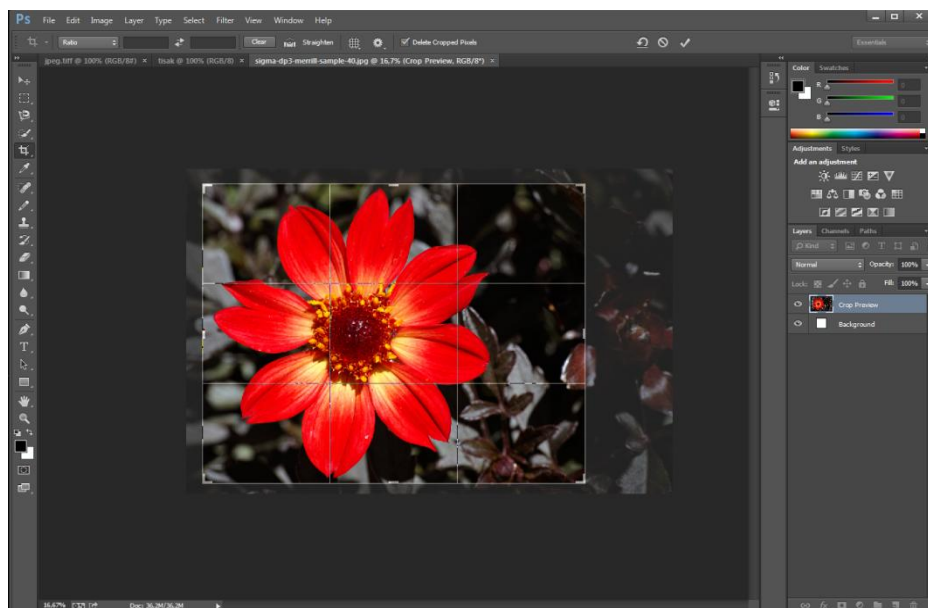 Ps File Edit Image Layer Type Select Filter View Window Help
Ratio Clear Straighten Delete Cropped Pixels Essentials
jpeg.tiff @ 100% (RGB/8#) × tisak @ 100% (RGB/8) × sigma-dp3-merrill-sample-40.jpg @ 16,7% (Crop Preview, RGB/8*) ×
Color Swatches
R 0
G 0
B 0
Adjustments Styles
Add an adjustment
Layers Channels Paths
Kind
Normal Opacity: 100%
Lock: Fill: 100%
Crop Preview
Background
16,67% Doc: 36,2M/36,2M